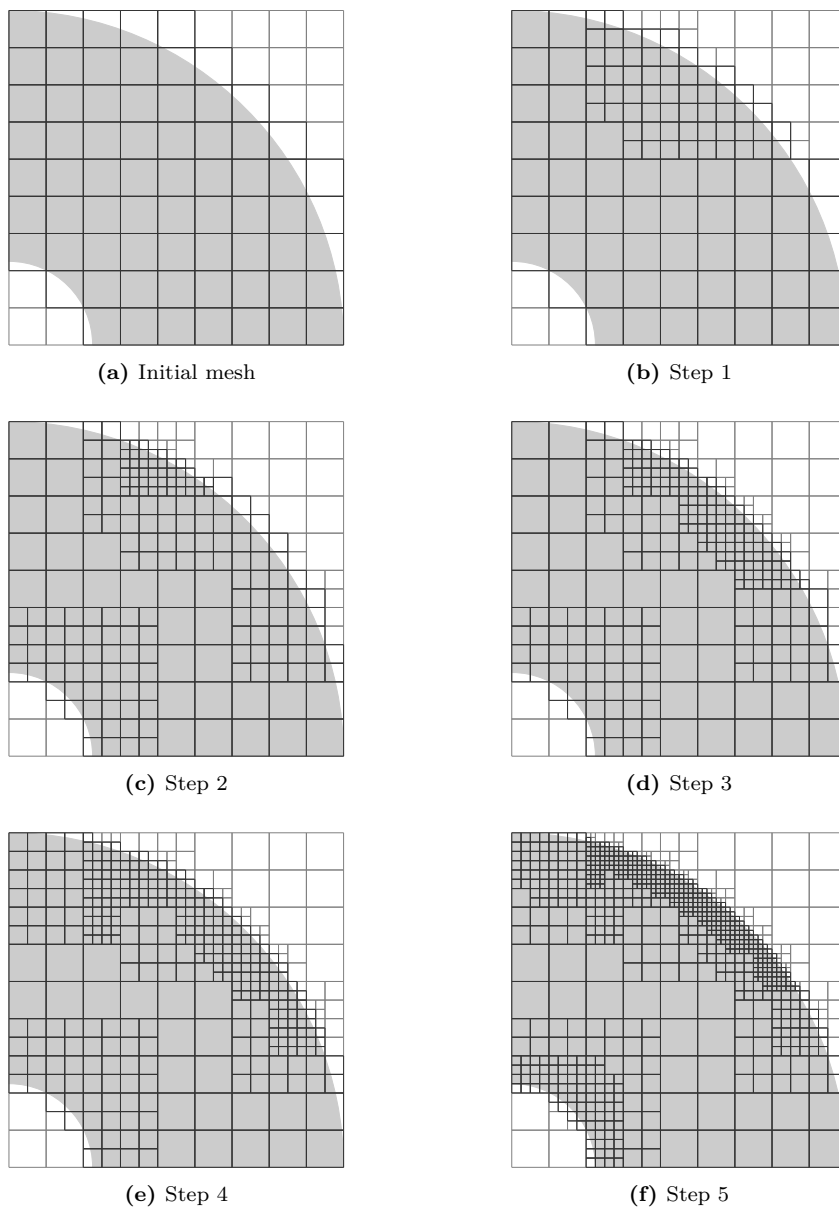 (a) Initial mesh
(b) Step 1
(c) Step 2
(d) Step 3
(e) Step 4
(f) Step 5